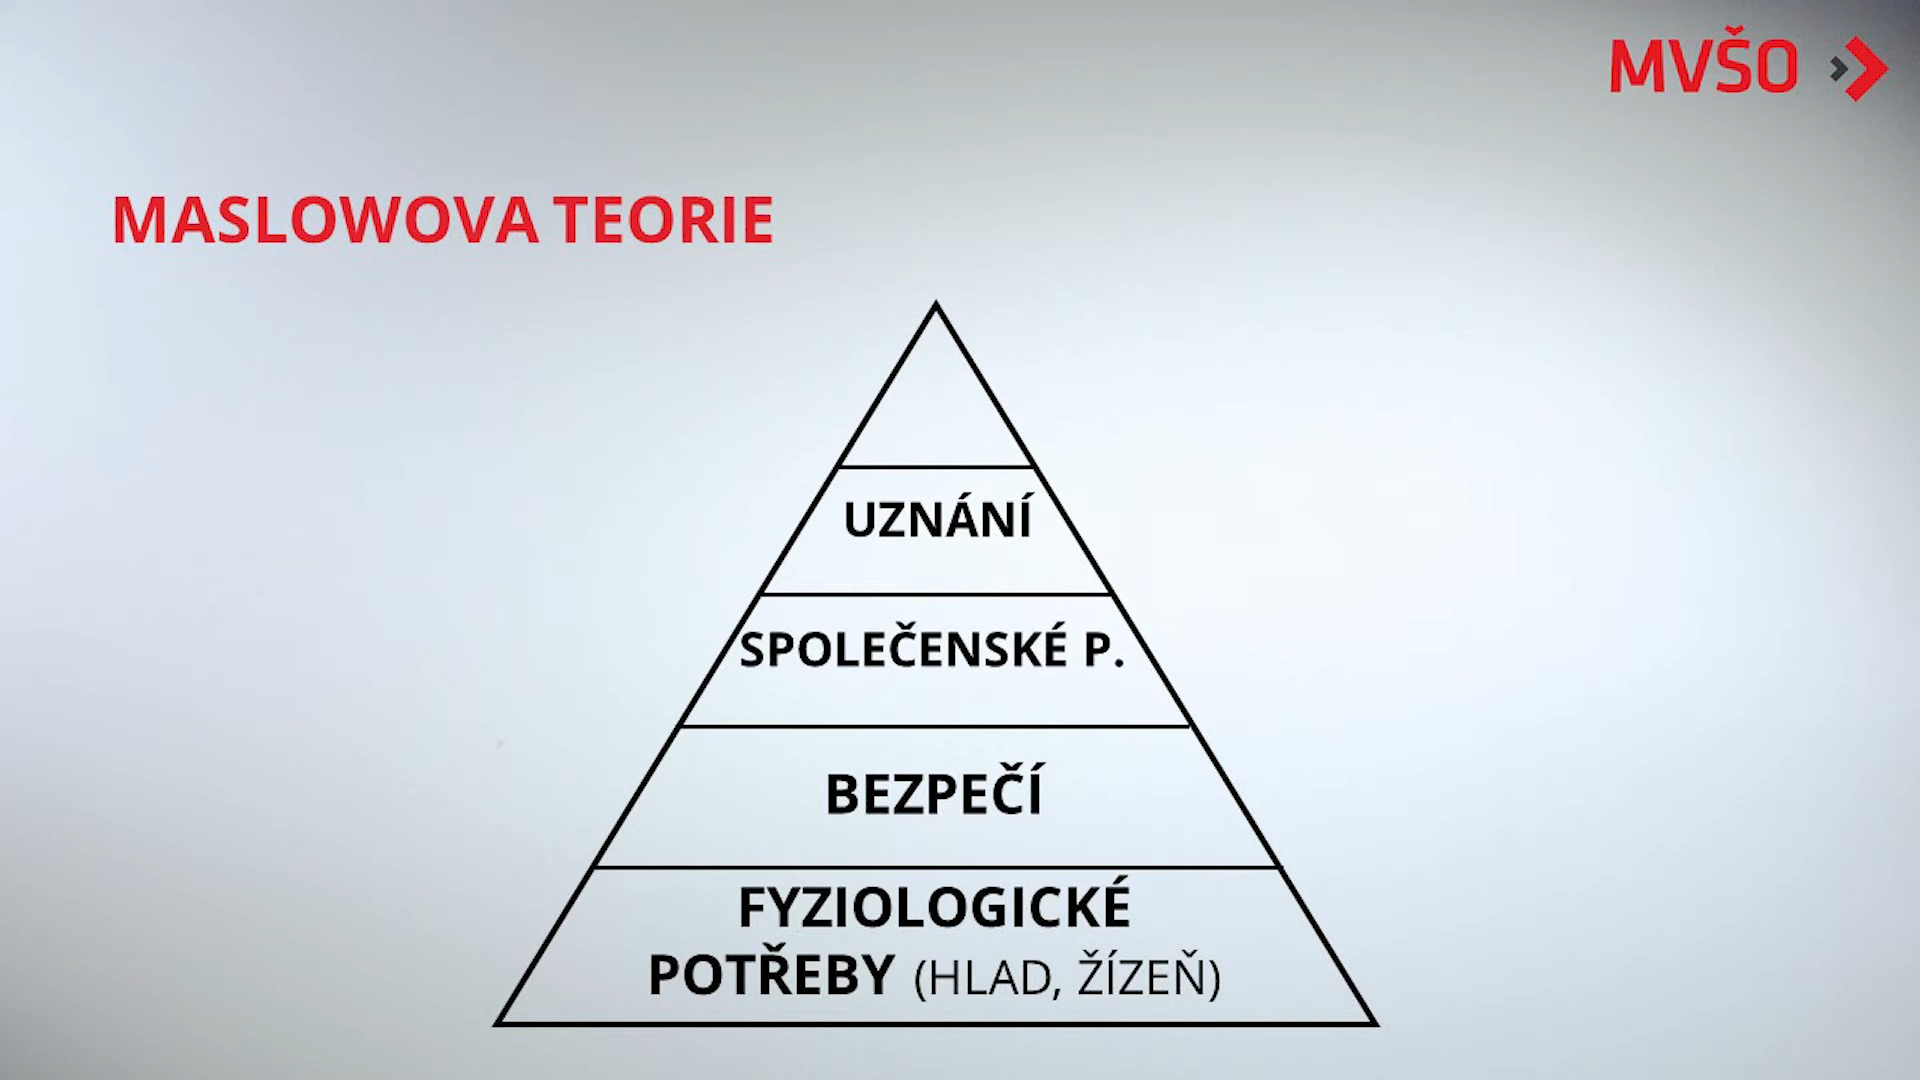 MVŠO
MASLOWOVA TEORIE
UZNÁNÍ
SPOLEČENSKÉ P.
BEZPEČÍ
FYZIOLOGICKÉ
POTŘEBY (HLAD, ŽÍZEŇ)